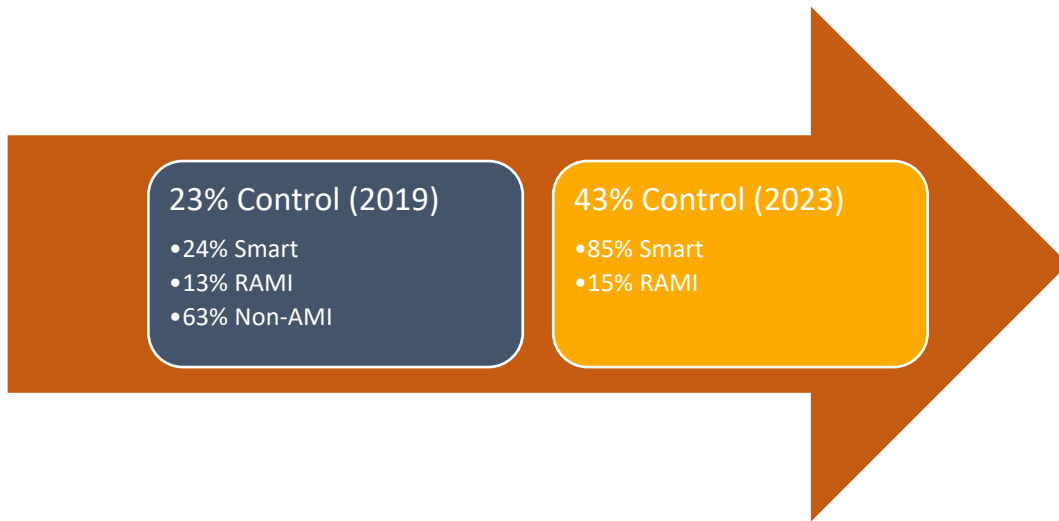 23% Control (2019)
•24% Smart
•13% RAMI
•63% Non-AMI
43% Control (2023)
•85% Smart
•15% RAMI